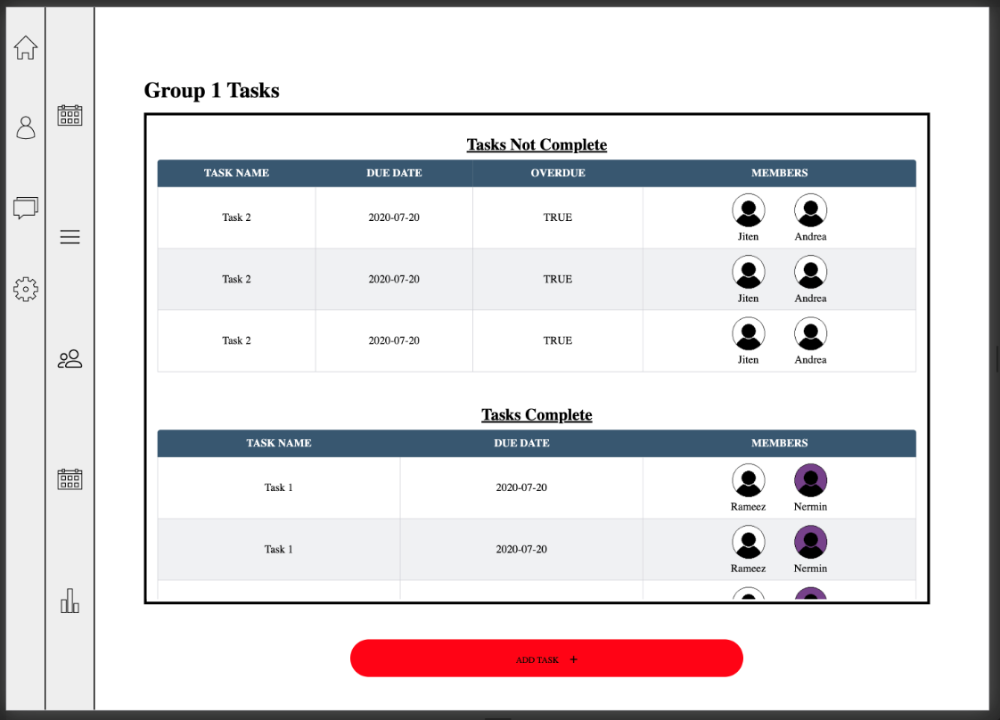 Group 1 Tasks
Tasks Not Complete
TASK NAME DUE DATE OVERDUE MEMBERS
Task 2 2020-07-20 TRUE
Jiten Andrea
Task 2 2020-07-20 TRUE
Jiten Andrea
Task 2 2020-07-20 TRUE
Jiten Andrea
Tasks Complete
TASK NAME DUE DATE MEMBERS
Task 1 2020-07-20
Rameez Nermin
Task 1 2020-07-20
Rameez Nermin
ADD TASK +